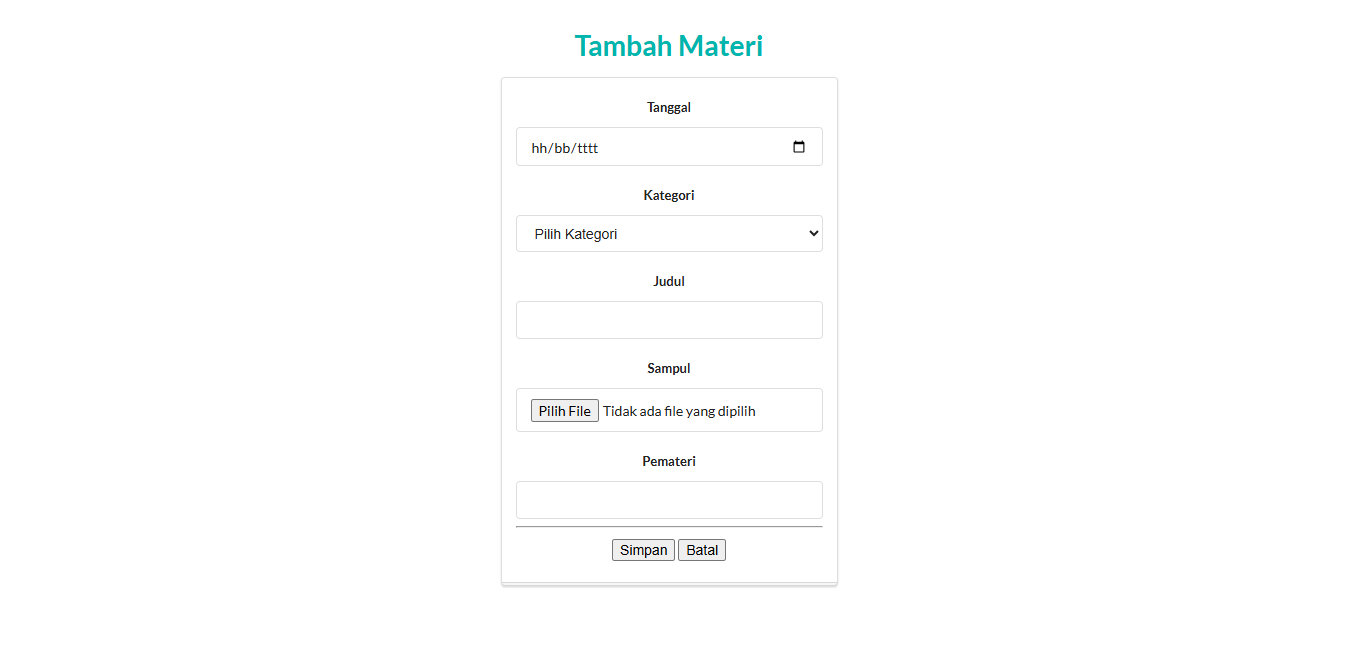 Tambah Materi
Tanggal
hh/bb/tttt
Kategori
Pilih Kategori
Judul
Sampul
Pilih File Tidak ada file yang dipilih
Pemateri
Simpan Batal